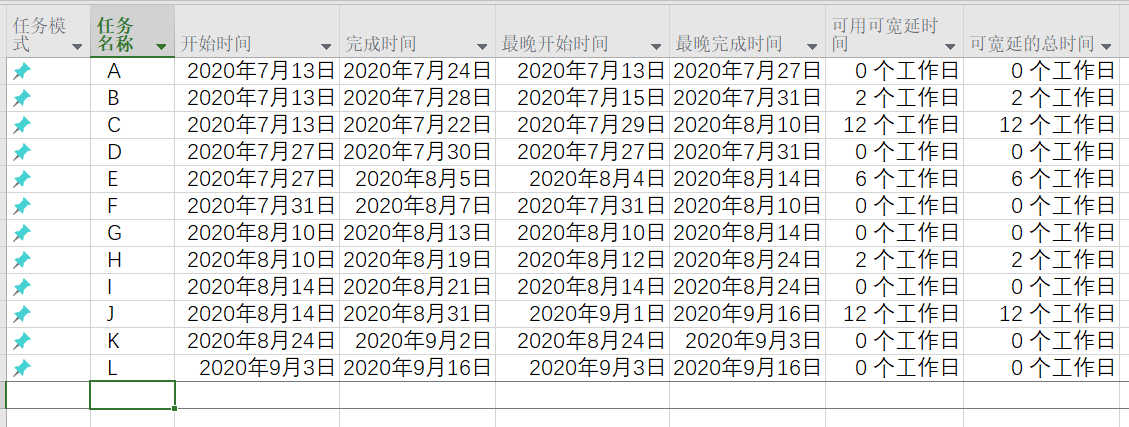 任务模式 任务名称 开始时间 完成时间 最晚开始时间 最晚完成时间 可用可宽延时间 可宽延的总时间
A 2020年7月13日 2020年7月24日 2020年7月13日 2020年7月27日 0 个工作日 0 个工作日
B 2020年7月13日 2020年7月28日 2020年7月15日 2020年7月31日 2 个工作日 2 个工作日
C 2020年7月13日 2020年7月22日 2020年7月29日 2020年8月10日 12 个工作日 12 个工作日
D 2020年7月27日 2020年7月30日 2020年7月27日 2020年7月31日 0 个工作日 0 个工作日
E 2020年7月27日 2020年8月5日 2020年8月4日 2020年8月14日 6 个工作日 6 个工作日
F 2020年7月31日 2020年8月7日 2020年7月31日 2020年8月10日 0 个工作日 0 个工作日
G 2020年8月10日 2020年8月13日 2020年8月10日 2020年8月14日 0 个工作日 0 个工作日
H 2020年8月10日 2020年8月19日 2020年8月12日 2020年8月24日 2 个工作日 2 个工作日
I 2020年8月14日 2020年8月21日 2020年8月14日 2020年8月24日 0 个工作日 0 个工作日
J 2020年8月14日 2020年8月31日 2020年9月1日 2020年9月16日 12 个工作日 12 个工作日
K 2020年8月24日 2020年9月2日 2020年8月24日 2020年9月3日 0 个工作日 0 个工作日
L 2020年9月3日 2020年9月16日 2020年9月3日 2020年9月16日 0 个工作日 0 个工作日